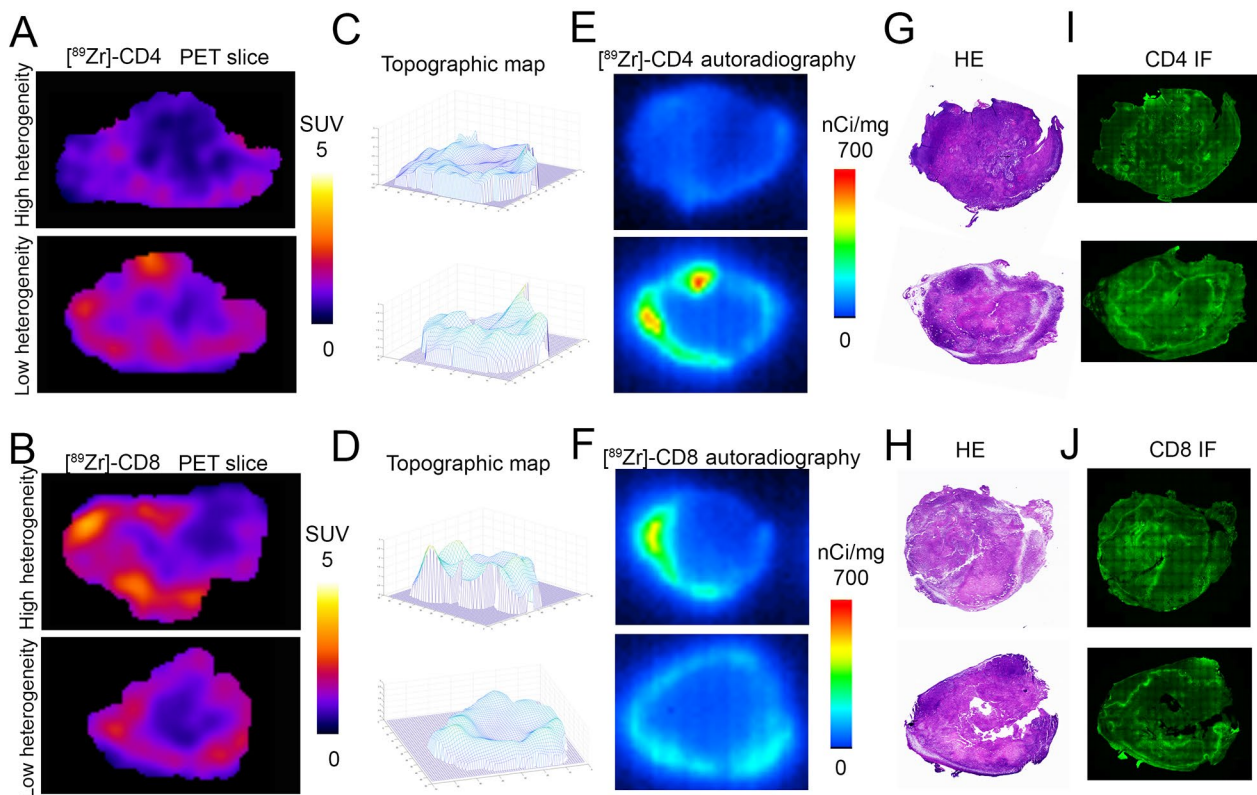 A
[⁸⁹Zr]-CD4 PET slice
High heterogeneity
Low heterogeneity
SUV
5
0
C
Topographic map
E
[⁸⁹Zr]-CD4 autoradiography
nCi/mg
700
0
G
HE
I
CD4 IF
B
[⁸⁹Zr]-CD8 PET slice
High heterogeneity
Low heterogeneity
SUV
5
0
D
Topographic map
F
[⁸⁹Zr]-CD8 autoradiography
nCi/mg
700
0
H
HE
J
CD8 IF